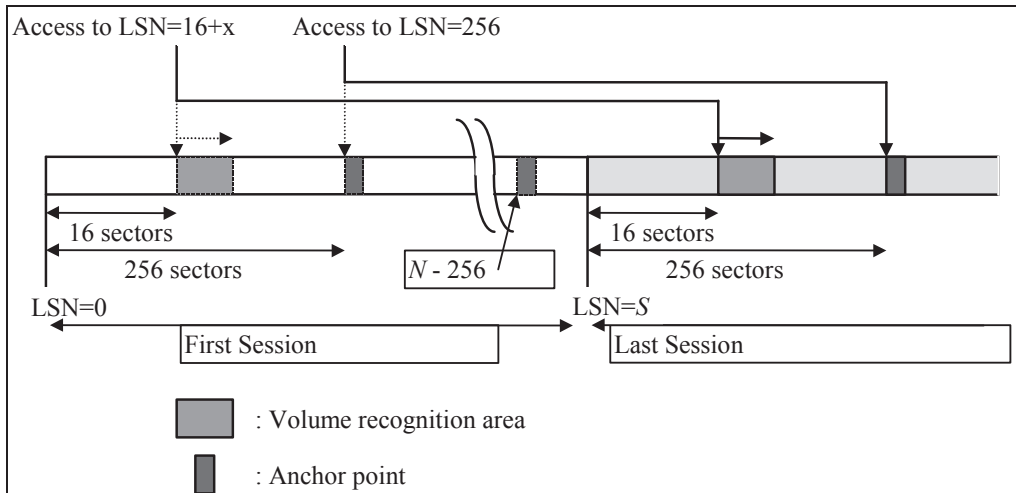 Access to LSN=16+x
Access to LSN=256
16 sectors
16 sectors
256 sectors
N - 256
256 sectors
LSN=0
LSN=S
First Session
Last Session
: Volume recognition area
: Anchor point